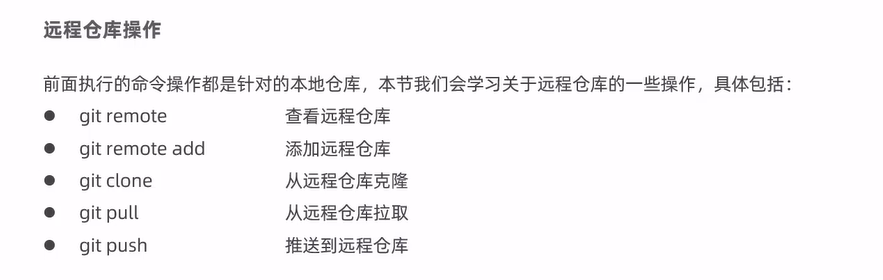 远程仓库操作
前面执行的命令操作都是针对的本地仓库，本节我们会学习关于远程仓库的一些操作，具体包括：
● git remote 查看远程仓库
● git remote add 添加远程仓库
● git clone 从远程仓库克隆
● git pull 从远程仓库拉取
● git push 推送到远程仓库